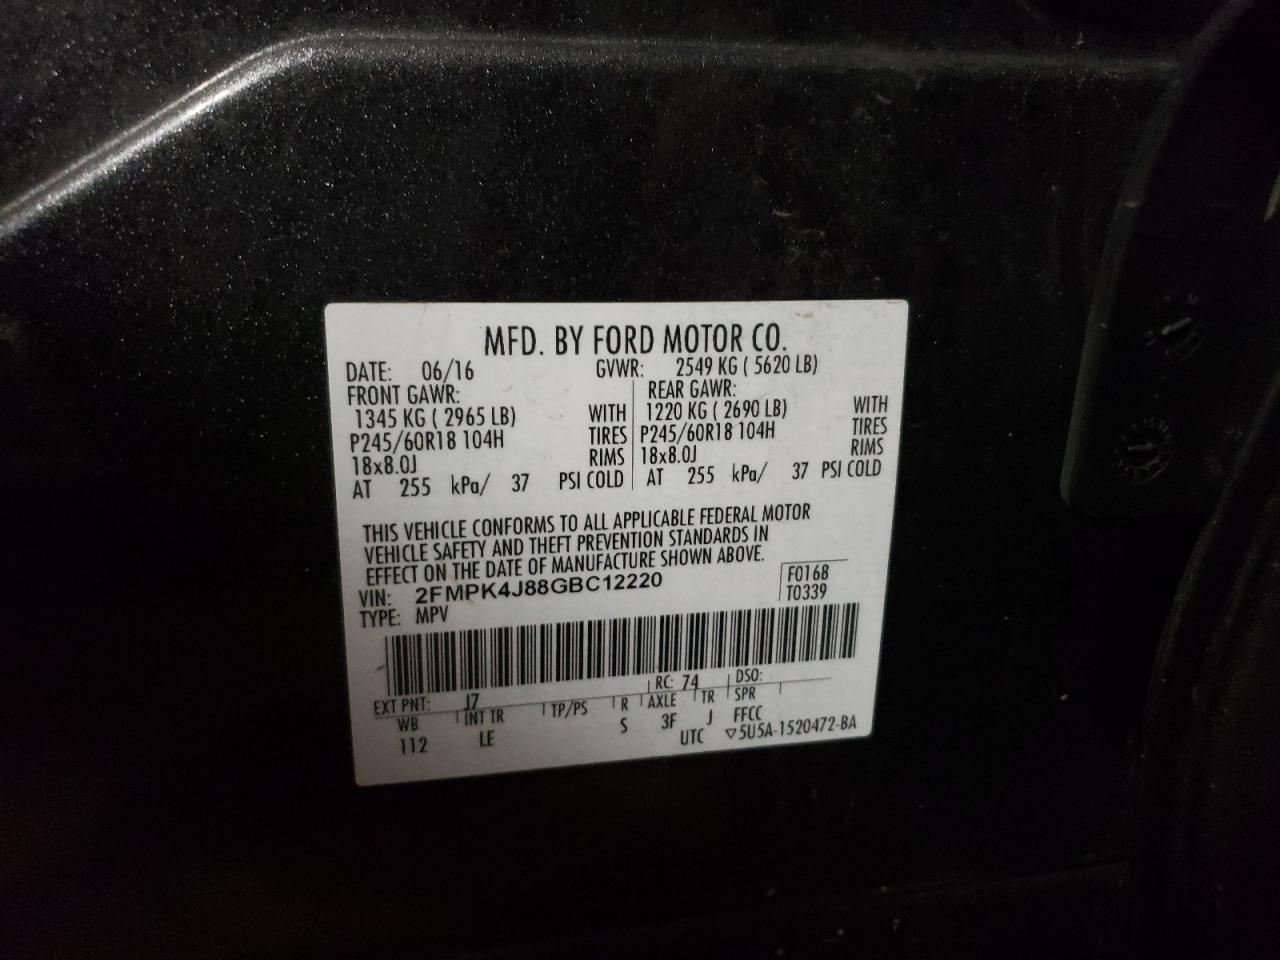 MFD. BY FORD MOTOR CO.
DATE: 06/16 GVWR: 2549 KG ( 5620 LB)
FRONT GAWR: REAR GAWR:
1345 KG ( 2965 LB) WITH 1220 KG ( 2690 LB) WITH
P245/60R18 104H TIRES P245/60R18 104H TIRES
18x8.0J RIMS 18x8.0J RIMS
AT 255 kPa/ 37 PSI COLD AT 255 kPa/ 37 PSI COLD
THIS VEHICLE CONFORMS TO ALL APPLICABLE FEDERAL MOTOR
VEHICLE SAFETY AND THEFT PREVENTION STANDARDS IN
EFFECT ON THE DATE OF MANUFACTURE SHOWN ABOVE.
VIN: 2FMPK4J88GBC12220 F0168
TYPE: MPV T0339
EXT PNT: J7 RC: 74 DSO:
WB INT TR TP/PS R AXLE TR SPR
112 LE S 3F J FFCC
UTC ▽5U5A-1520472-BA